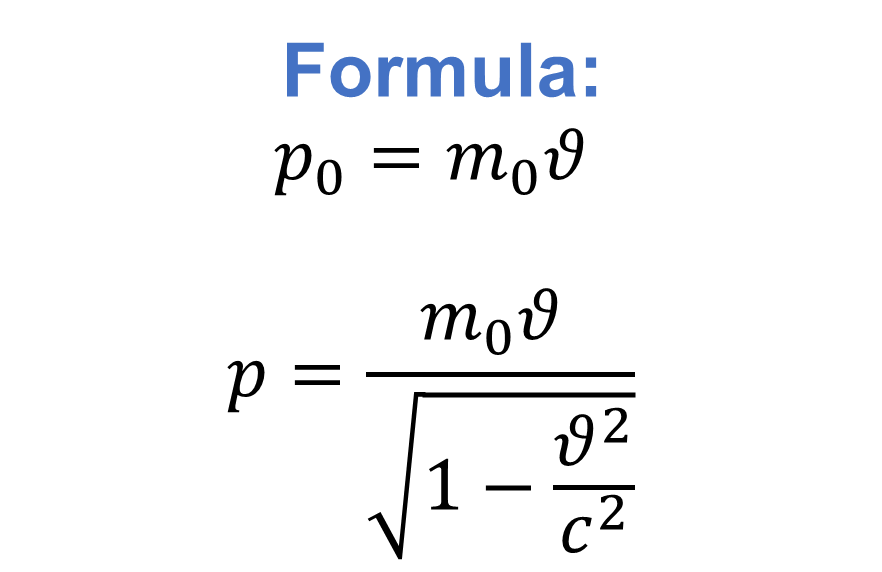 Formula:
p₀ = m₀ϑ
p = m₀ϑ / √(1 − ϑ²/c²)